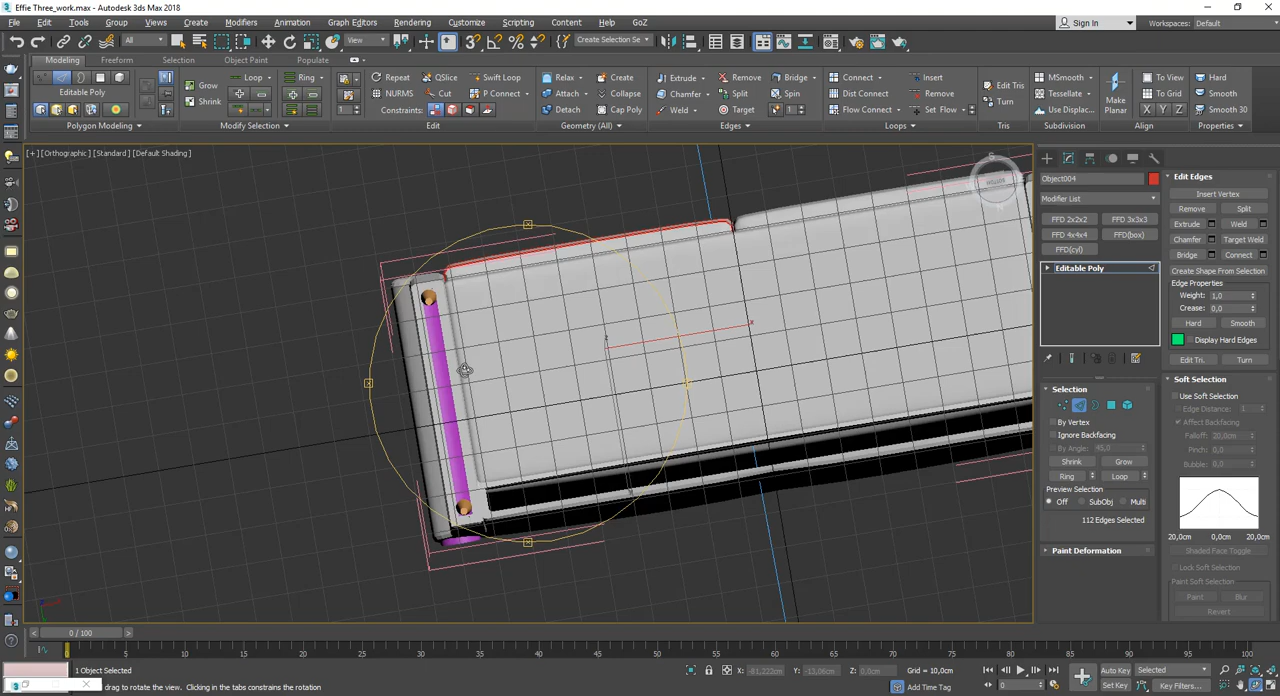 Effie Three_work.max - Autodesk 3ds Max 2018
File Edit Tools Group Views Create Modifiers Animation Graph Editors Rendering Customize Scripting Content Help GoZ
Sign In Workspaces: Default
All View Create Selection Se
Modeling Freeform Selection Object Paint Populate
Grow Loop Ring Repeat QSlice Swift Loop Relax Create Extrude Remove Bridge Connect Insert MSmooth To View Hard
Editable Poly Shrink NURMS Cut P Connect Attach Collapse Chamfer Split Spin Dist Connect Remove Edit Tris Tessellate Make Planar To Grid Smooth
Constraints: Detach Cap Poly Weld Target 1 Flow Connect Set Flow Turn Use Displac... X Y Z Smooth 30
Polygon Modeling Modify Selection Edit Geometry (All) Edges Loops Tris Subdivision Align Properties
[+] [Orthographic] [Standard] [Default Shading]
Object004
Modifier List
FFD 2x2x2 FFD 3x3x3
FFD 4x4x4 FFD(box)
FFD(cyl)
Editable Poly
Selection
By Vertex
Ignore Backfacing
By Angle: 45,0
Shrink Grow
Ring Loop
Preview Selection
Off SubObj Multi
112 Edges Selected
Paint Deformation
Edit Edges
Insert Vertex
Remove Split
Extrude Weld
Chamfer Target Weld
Bridge Connect
Create Shape From Selection
Edge Properties
Weight: 1,0
Crease: 0,0
Hard Smooth
Display Hard Edges
Edit Tri. Turn
Soft Selection
Use Soft Selection
Edge Distance: 1
Affect Backfacing
Falloff: 20,0cm
Pinch: 0,0
Bubble: 0,0
20,0cm 0,0cm 20,0cm
Shaded Face Toggle
Lock Soft Selection
Paint Soft Selection
Paint Blur
Revert
0 / 100
0 5 10 15 20 25 30 35 40 45 50 55 60 65 70 75 80 85 90 95 100
1 Object Selected X: -81,222cm Y: -13,06cm Z: 0,0cm Grid = 10,0cm Auto Key Selected
drag to rotate the view. Clicking in the tabs constrains the rotation Add Time Tag 0 Set Key Key Filters...